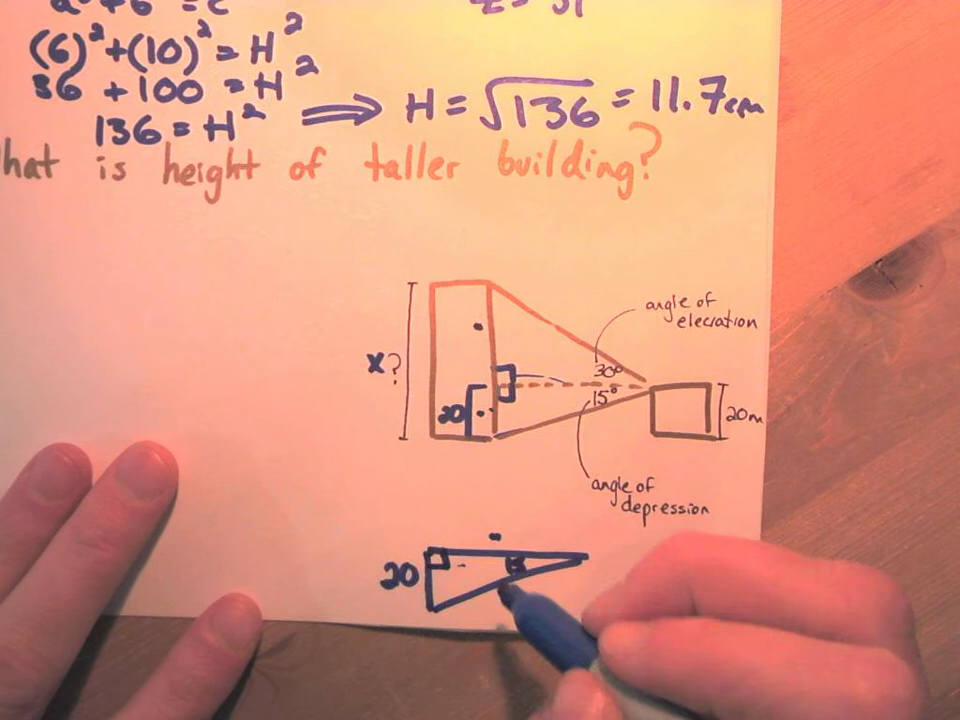 (6)²+(10)² = H²
36 + 100 = H²
136 = H² ⟹ H = √136 = 11.7cm
hat is height of taller building?
angle of
elevation
x?
30°
15°
20
20m
angle of
depression
20